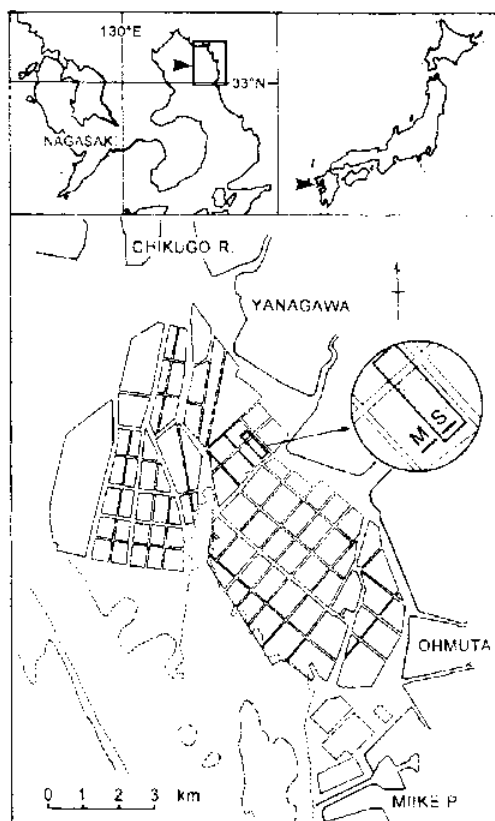 130°E
33°N
NAGASAK
CHIKUGO R.
YANAGAWA
M S
OHMUTA
0 1 2 3 km
MIIKE P.